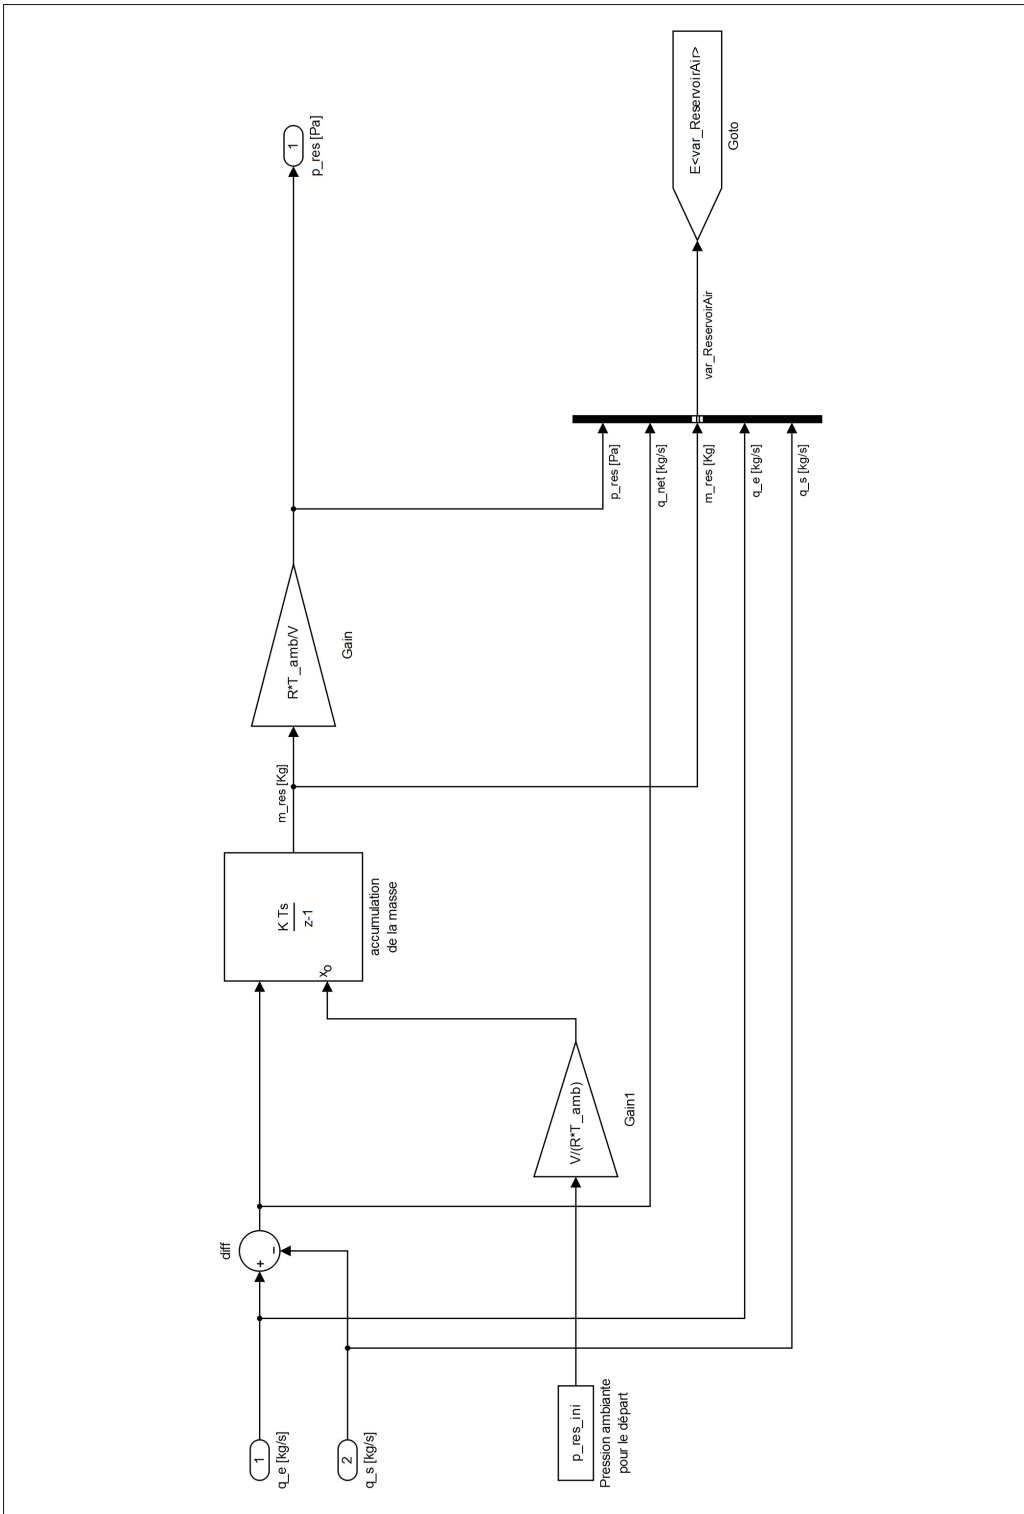 1
q_e [kg/s]
2
q_s [kg/s]
p_res_ini
Pression ambiante
pour le départ
diff
+
−
V/(R*T_amb)
Gain1
K Ts
z-1
xo
accumulation
de la masse
m_res [Kg]
R*T_amb/V
Gain
1
p_res [Pa]
p_res [Pa]
q_net [kg/s]
m_res [Kg]
q_e [kg/s]
q_s [kg/s]
var_ReservoirAir
E<var_ReservoirAir>
Goto